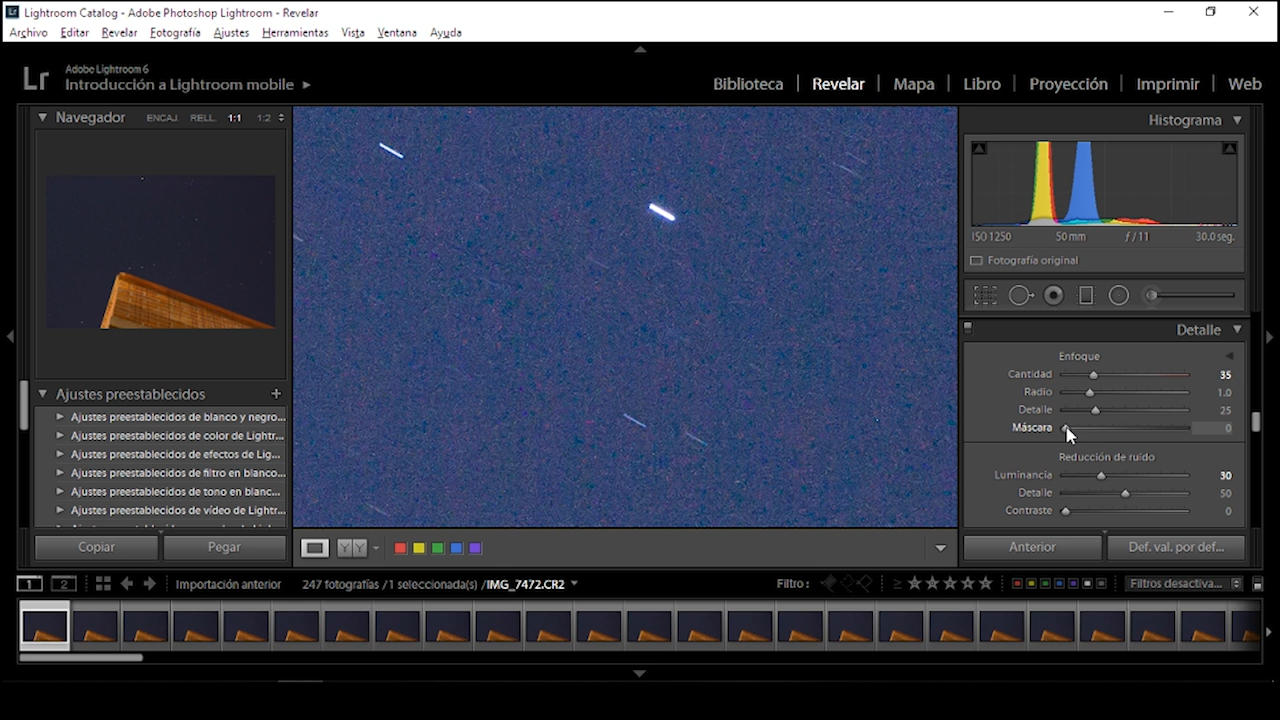 Lr Lightroom Catalog - Adobe Photoshop Lightroom - Revelar
Archivo Editar Revelar Fotografía Ajustes Herramientas Vista Ventana Ayuda
Lr Adobe Lightroom 6
Introducción a Lightroom mobile
Biblioteca | Revelar | Mapa | Libro | Proyección | Imprimir | Web
Navegador ENCAJ. RELL. 1:1 1:2
Histograma
ISO 1250 50 mm ƒ / 11 30.0 seg.
Fotografía original
Detalle
Enfoque
Cantidad 35
Radio 1.0
Detalle 25
Máscara 0
Reducción de ruido
Luminancia 30
Detalle 50
Contraste 0
Ajustes preestablecidos +
Ajustes preestablecidos de blanco y negro...
Ajustes preestablecidos de color de Lightr...
Ajustes preestablecidos de efectos de Lig...
Ajustes preestablecidos de filtro en blanco...
Ajustes preestablecidos de tono en blanc...
Ajustes preestablecidos de vídeo de Lightr...
Copiar Pegar
Y Y
Anterior Def. val. por def...
1 2 Importación anterior 247 fotografías / 1 seleccionada(s) / IMG_7472.CR2 Filtro : ≥ ★★★★★ Filtros desactiva...